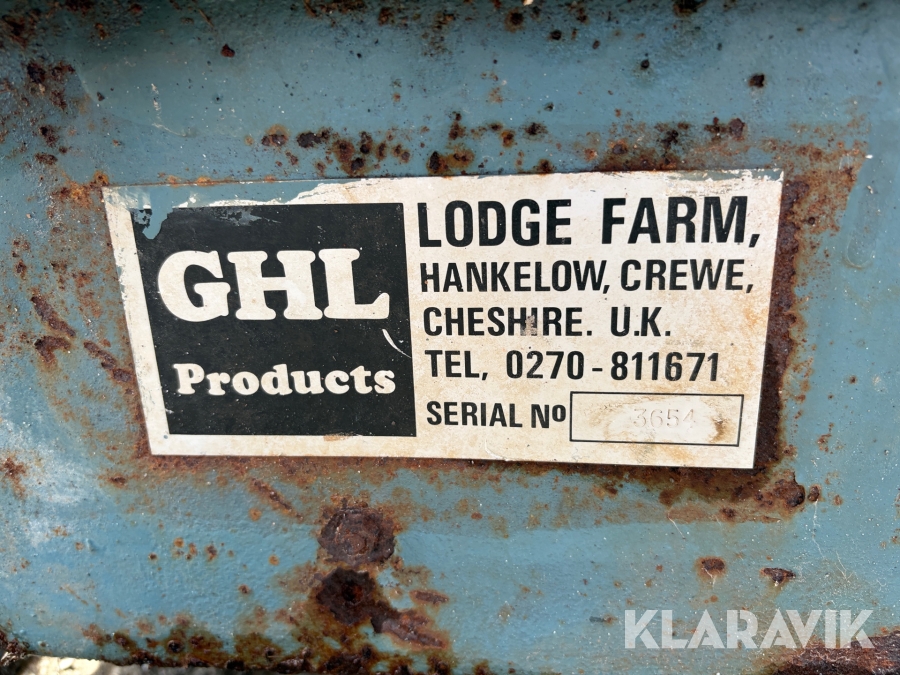 GHL
Products
LODGE FARM,
HANKELOW, CREWE,
CHESHIRE. U.K.
TEL, 0270-811671
SERIAL Nº 3654
KLARAVIK